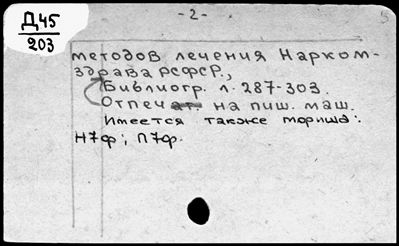 Д45
203
-2-
5
методов лечения Нарком-
здрава РСФСР.,
Библиогр. л. 287-303.
Отпечат. на пиш. маш.
Имеется также
Н7ф; П7ф.